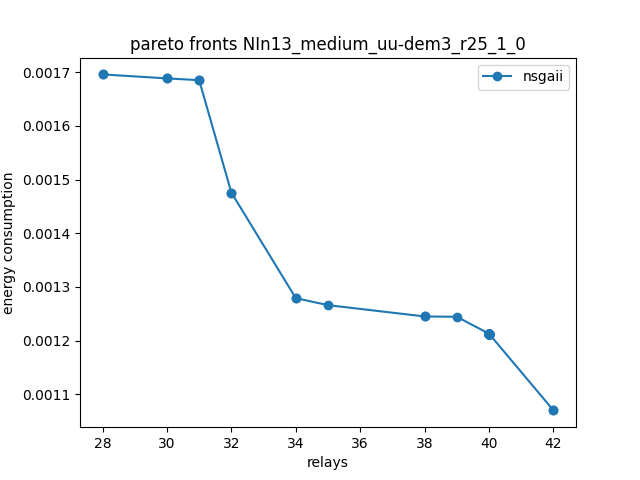 pareto fronts NIn13_medium_uu-dem3_r25_1_0
nsgaii
0.0017
0.0016
0.0015
0.0014
0.0013
0.0012
0.0011
energy consumption
28 30 32 34 36 38 40 42
relays